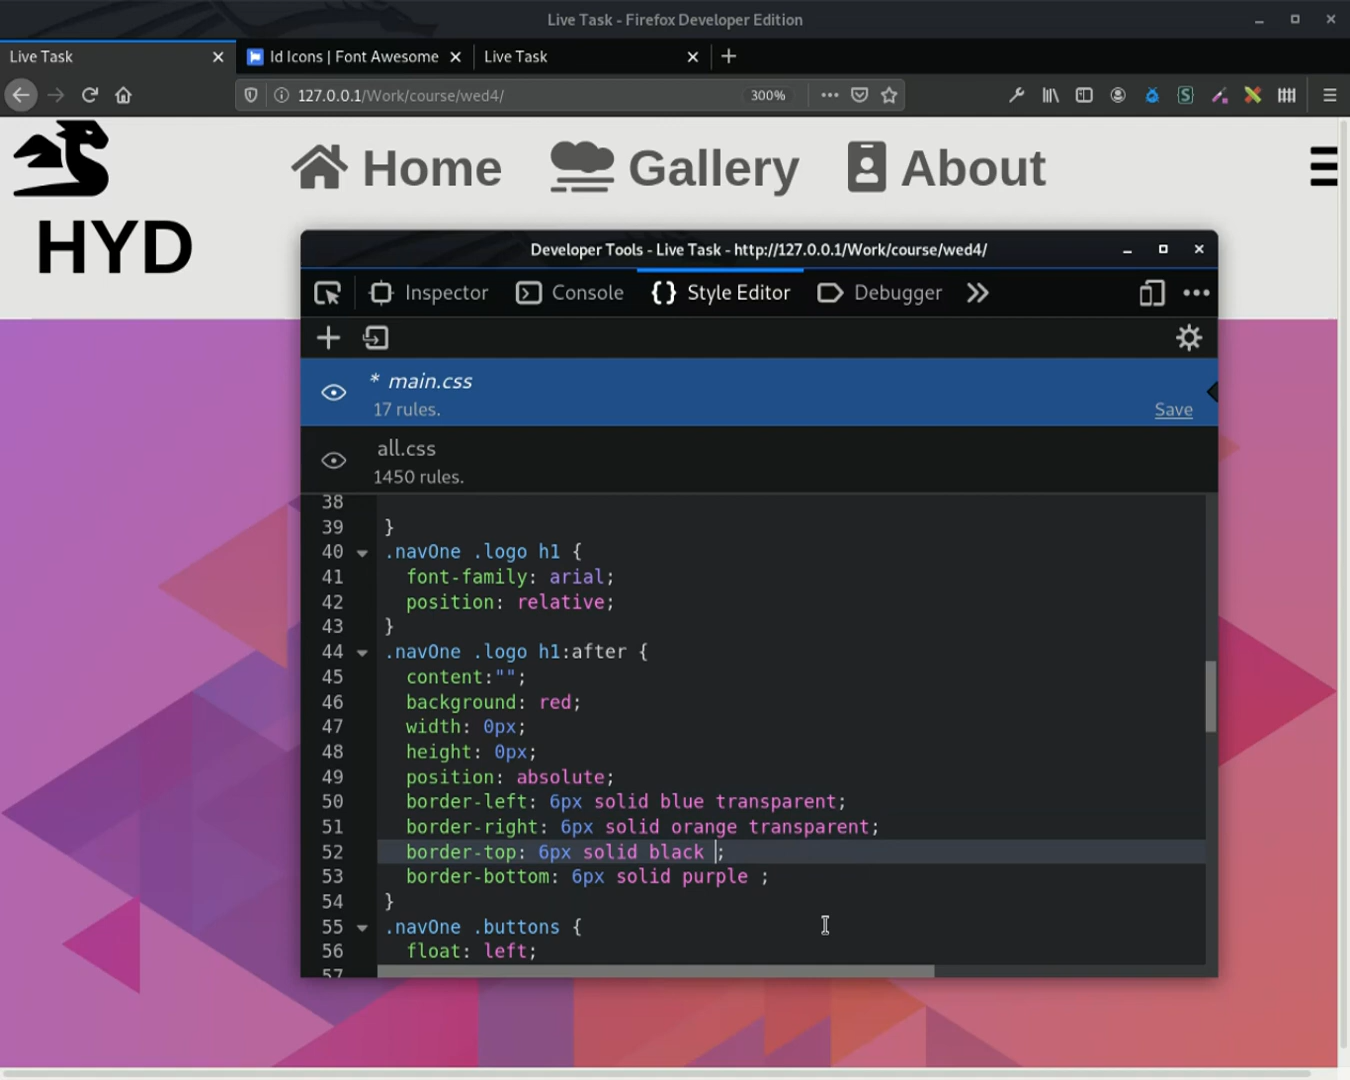 Live Task - Firefox Developer Edition
Live Task
Id Icons | Font Awesome
Live Task
127.0.0.1/Work/course/wed4/
300%
Home
Gallery
About
HYD
Developer Tools - Live Task - http://127.0.0.1/Work/course/wed4/
Inspector
Console
{} Style Editor
Debugger
* main.css
17 rules.
Save
all.css
1450 rules.
38
39 }
40 .navOne .logo h1 {
41 font-family: arial;
42 position: relative;
43 }
44 .navOne .logo h1:after {
45 content:"";
46 background: red;
47 width: 0px;
48 height: 0px;
49 position: absolute;
50 border-left: 6px solid blue transparent;
51 border-right: 6px solid orange transparent;
52 border-top: 6px solid black ;
53 border-bottom: 6px solid purple ;
54 }
55 .navOne .buttons {
56 float: left;
57